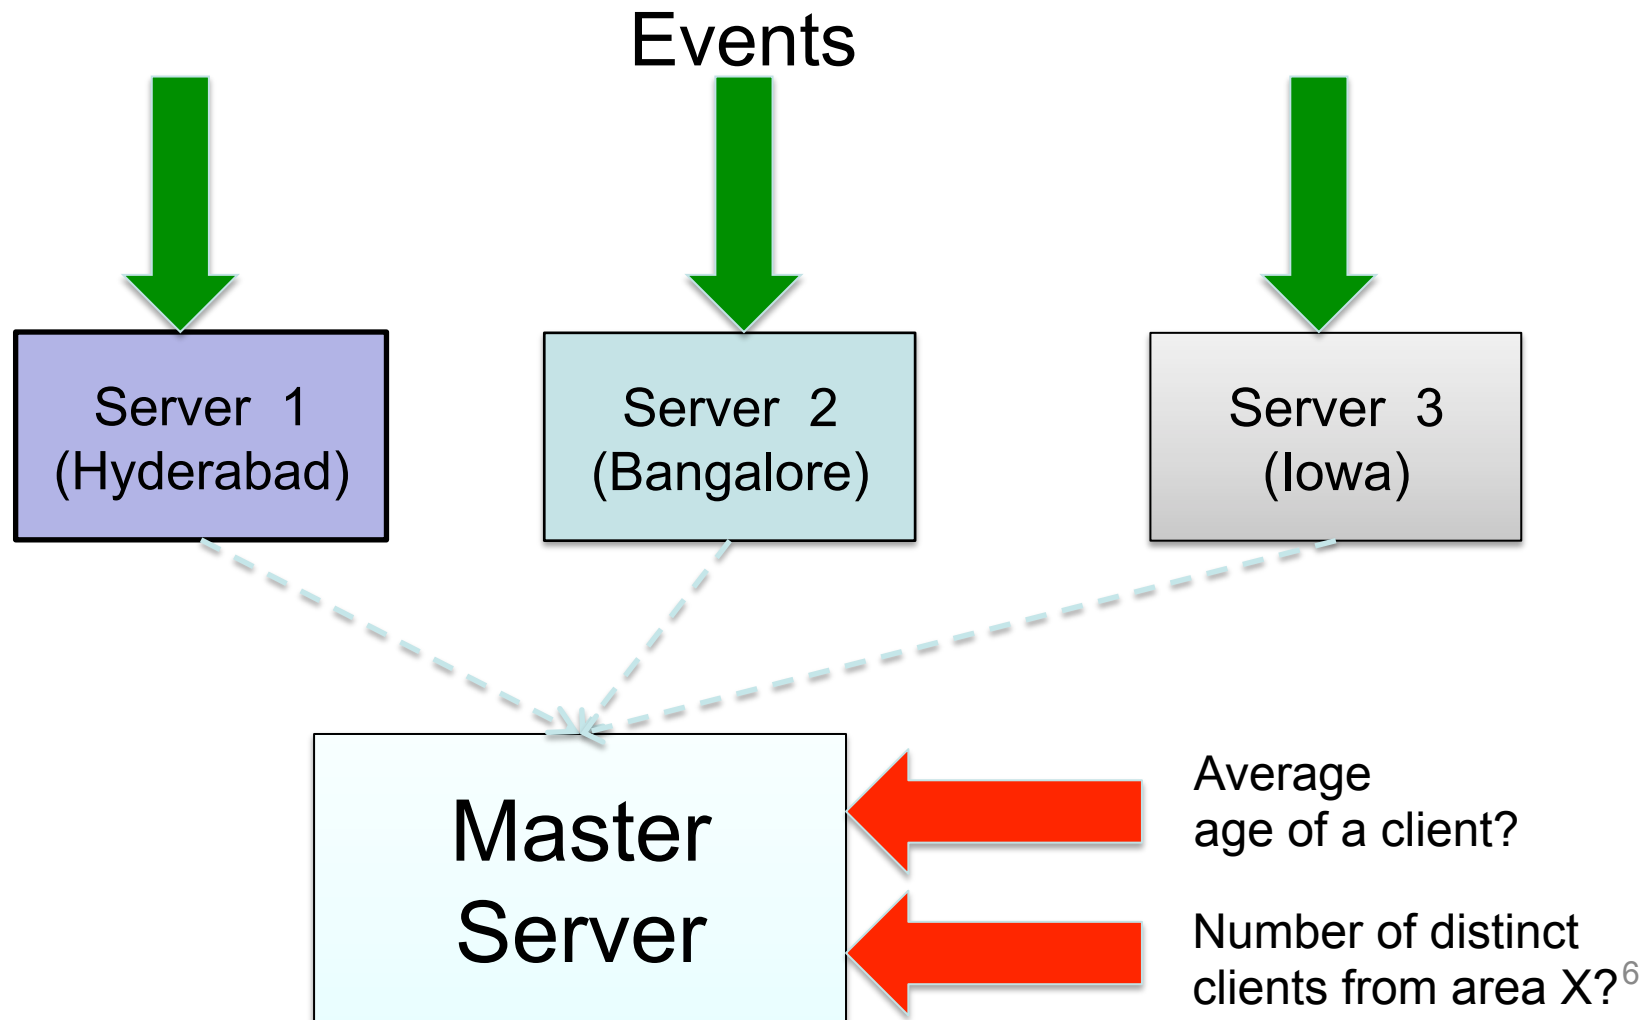 Events
Server 1
(Hyderabad)
Server 2
(Bangalore)
Server 3
(Iowa)
Master
Server
Average
age of a client?
Number of distinct
clients from area X?
6